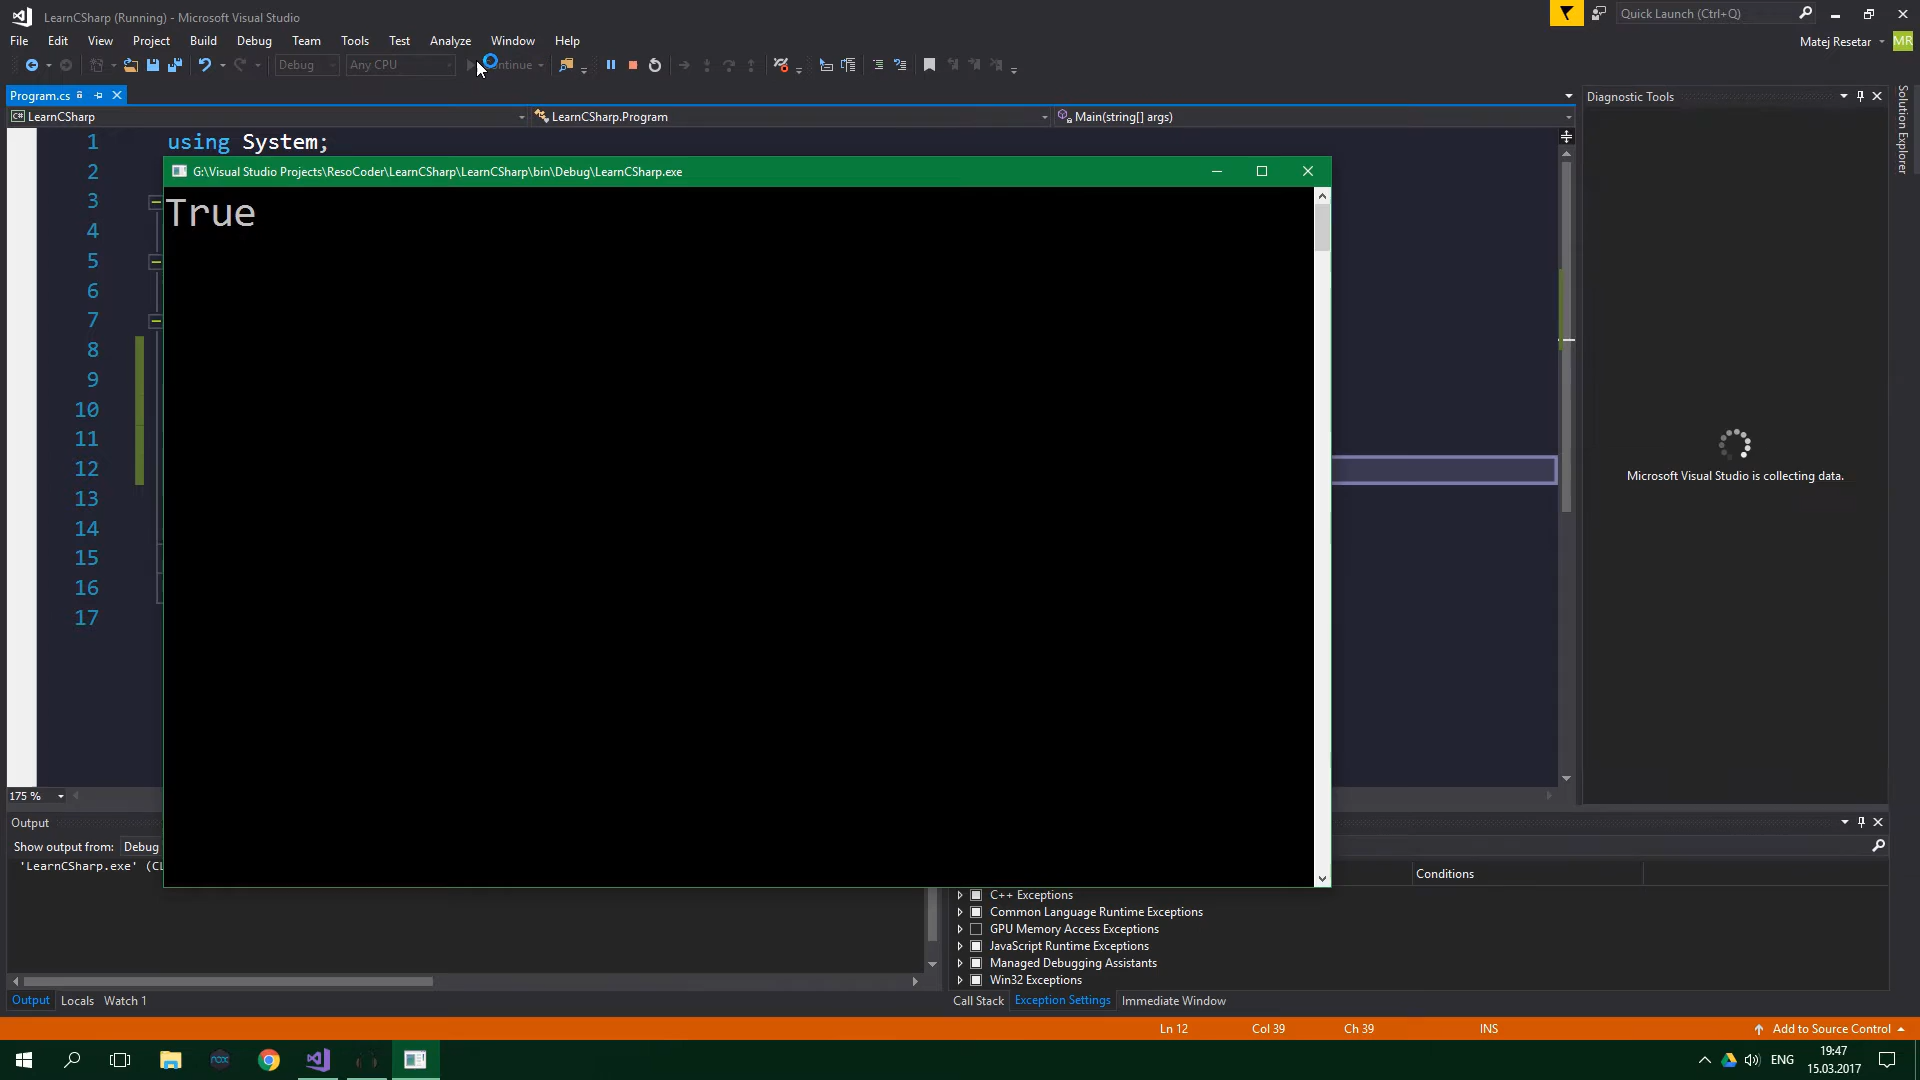 LearnCSharp (Running) - Microsoft Visual Studio
Quick Launch (Ctrl+Q)
File Edit View Project Build Debug Team Tools Test Analyze Window Help
Matej Resetar MR
Debug Any CPU
Program.cs
Diagnostic Tools
LearnCSharp LearnCSharp.Program Main(string[] args)
Solution Explorer
1 using System;
2
G:\Visual Studio Projects\ResoCoder\LearnCSharp\LearnCSharp\bin\Debug\LearnCSharp.exe
3
True
4
5
6
7
8
9
10
11
12
13
14
15
16
17
Microsoft Visual Studio is collecting data.
175 %
Output
Show output from: Debug
'LearnCSharp.exe'
Conditions
C++ Exceptions
Common Language Runtime Exceptions
GPU Memory Access Exceptions
JavaScript Runtime Exceptions
Managed Debugging Assistants
Win32 Exceptions
Output Locals Watch 1
Call Stack Exception Settings Immediate Window
Ln 12 Col 39 Ch 39 INS Add to Source Control
nox
ENG
19:47
15.03.2017